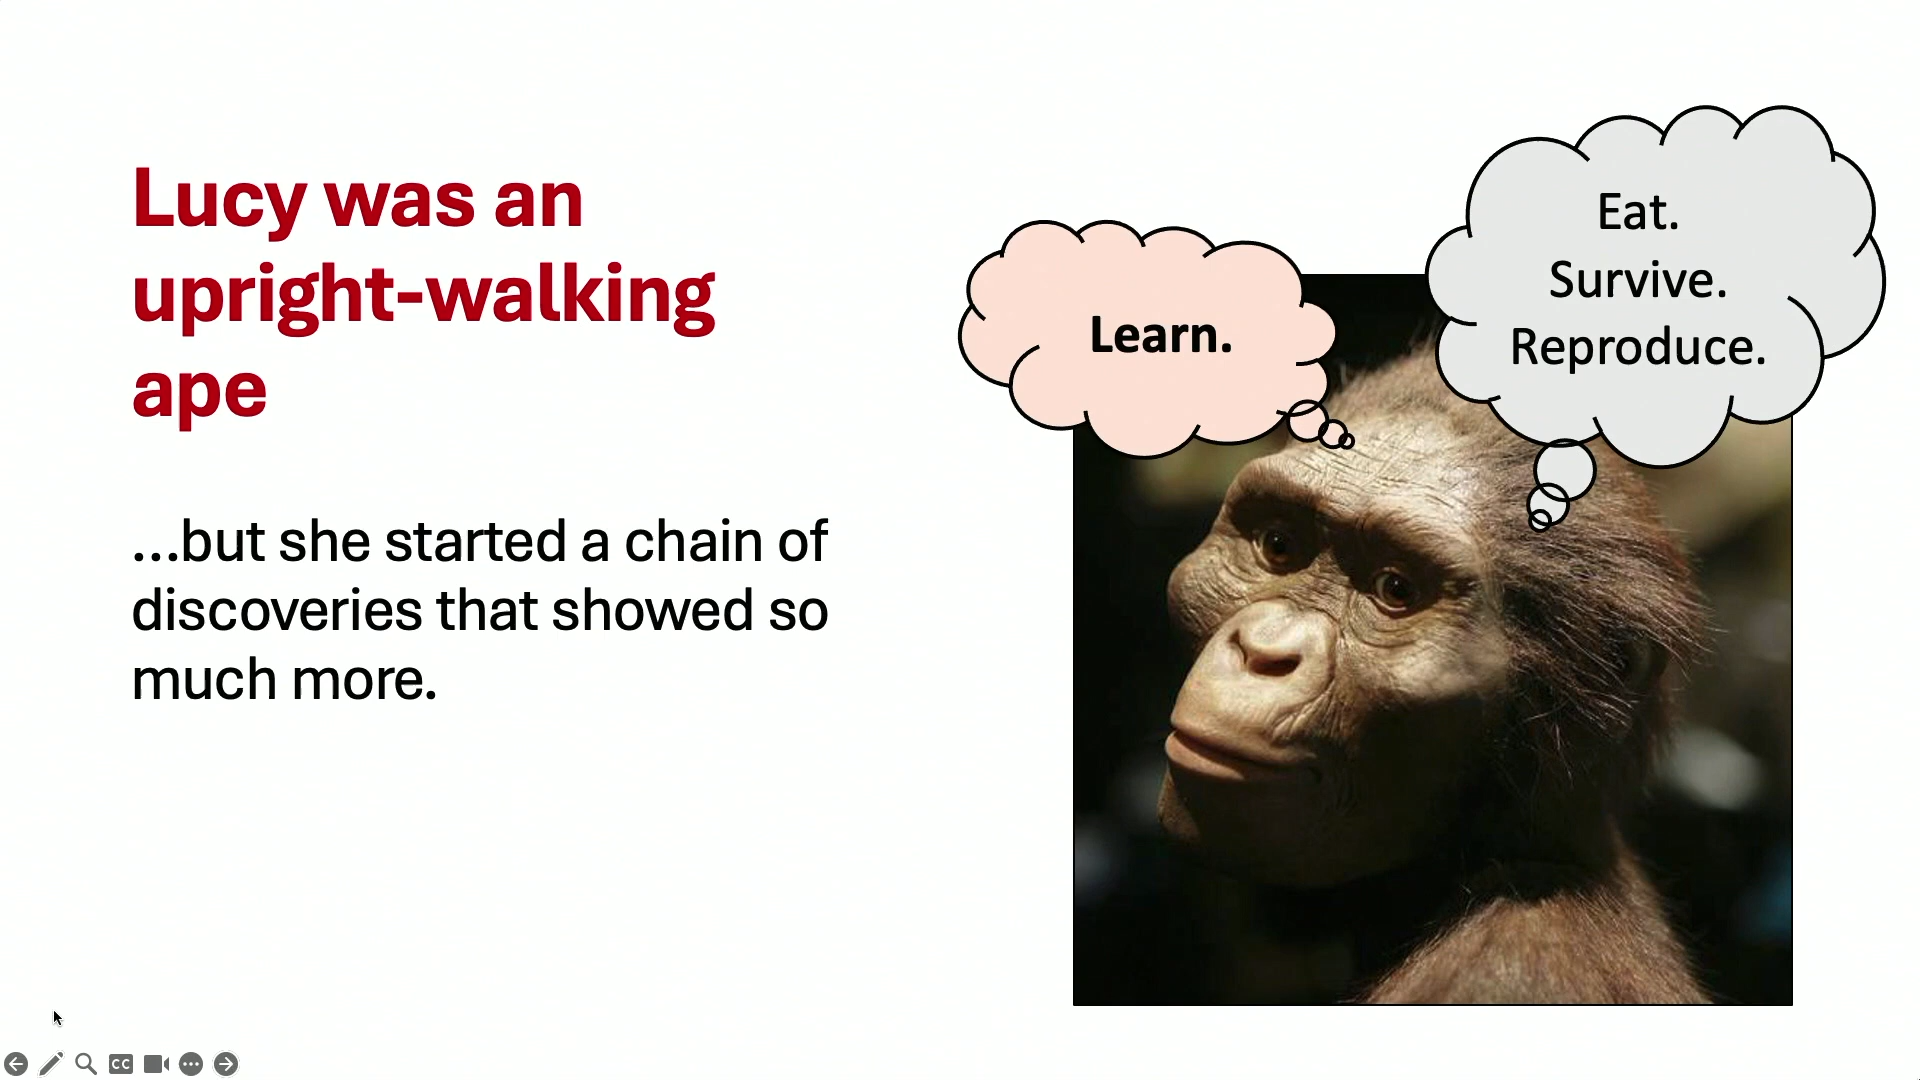 Lucy was an
upright-walking
ape
...but she started a chain of
discoveries that showed so
much more.
Learn.
Eat.
Survive.
Reproduce.
CC